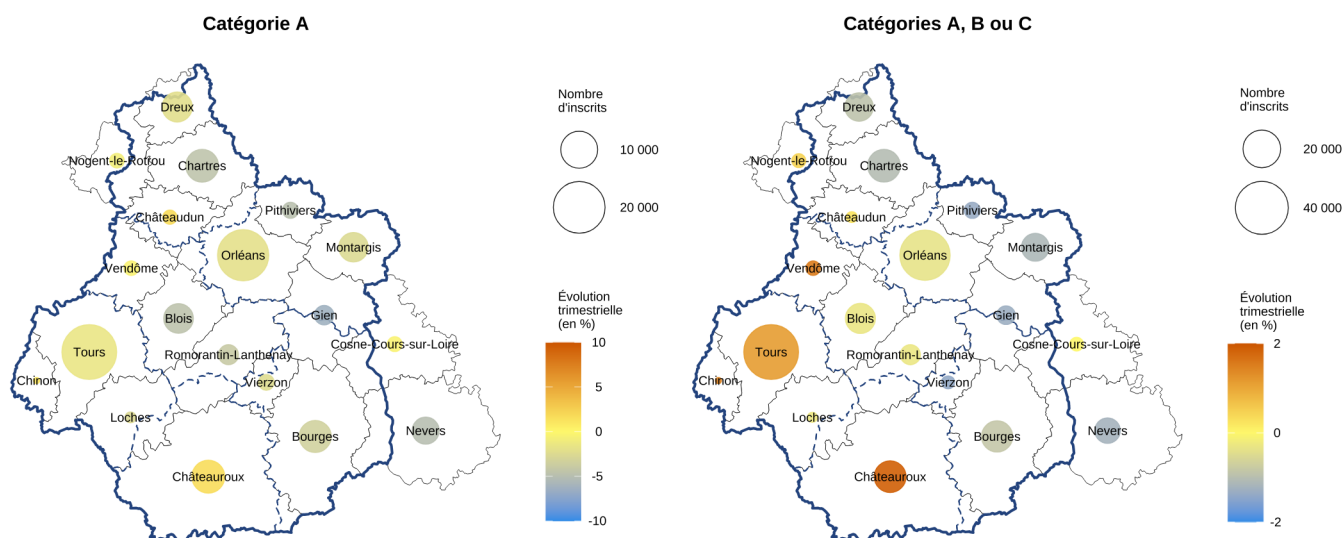 Catégorie A
Dreux
Nogent-le-Rotrou
Chartres
Châteaudun
Pithiviers
Orléans
Montargis
Vendôme
Blois
Gien
Cosne-Cours-sur-Loire
Tours
Romorantin-Lanthenay
Chinon
Vierzon
Loches
Bourges
Nevers
Châteauroux
Nombre
d'inscrits
10 000
20 000
Évolution
trimestrielle
(en %)
10
5
0
-5
-10
Catégories A, B ou C
Dreux
Nogent-le-Rotrou
Chartres
Châteaudun
Pithiviers
Orléans
Montargis
Vendôme
Blois
Gien
Cosne-Cours-sur-Loire
Tours
Romorantin-Lanthenay
Chinon
Vierzon
Loches
Bourges
Nevers
Châteauroux
Nombre
d'inscrits
20 000
40 000
Évolution
trimestrielle
(en %)
2
0
-2